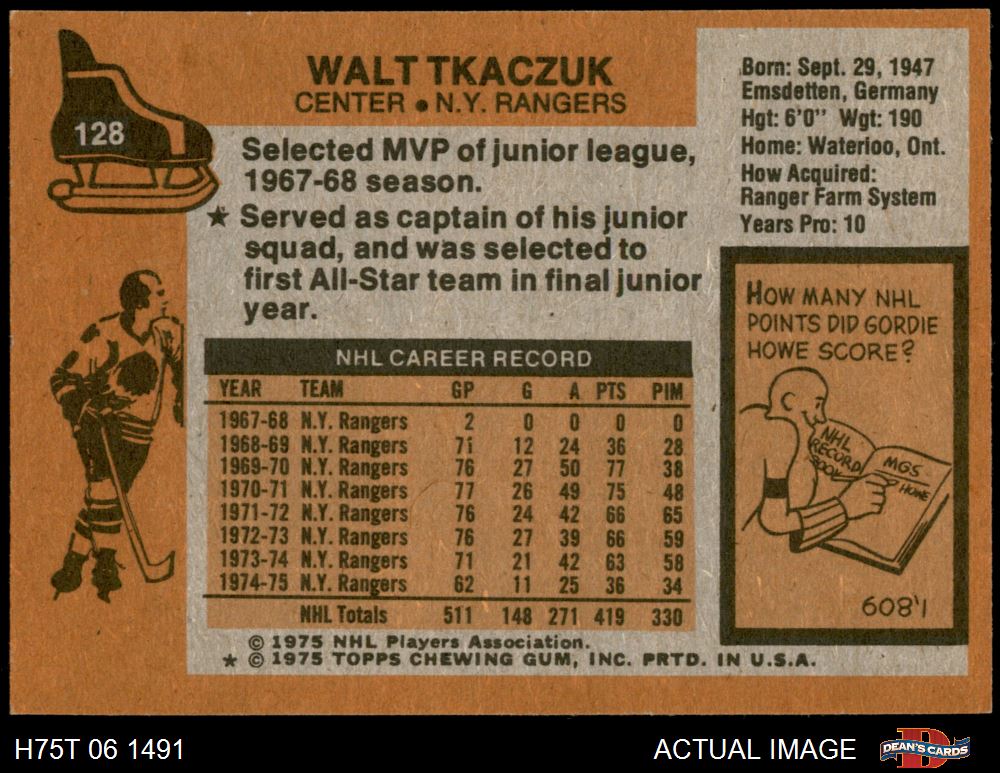 128
WALT TKACZUK
CENTER • N.Y. RANGERS
Selected MVP of junior league,
1967-68 season.
★ Served as captain of his junior
squad, and was selected to
first All-Star team in final junior
year.
Born: Sept. 29, 1947
Emsdetten, Germany
Hgt: 6'0" Wgt: 190
Home: Waterloo, Ont.
How Acquired:
Ranger Farm System
Years Pro: 10
NHL CAREER RECORD
YEAR TEAM GP G A PTS PIM
1967-68 N.Y. Rangers 2 0 0 0 0
1968-69 N.Y. Rangers 71 12 24 36 28
1969-70 N.Y. Rangers 76 27 50 77 38
1970-71 N.Y. Rangers 77 26 49 75 48
1971-72 N.Y. Rangers 76 24 42 66 65
1972-73 N.Y. Rangers 76 27 39 66 59
1973-74 N.Y. Rangers 71 21 42 63 58
1974-75 N.Y. Rangers 62 11 25 36 34
NHL Totals 511 148 271 419 330
© 1975 NHL Players Association.
★ © 1975 TOPPS CHEWING GUM, INC. PRTD. IN U.S.A.
HOW MANY NHL
POINTS DID GORDIE
HOWE SCORE?
NHL
RECORD
BOOK
MGS
HOWE
1,809
H75T 06 1491
ACTUAL IMAGE
D
DEAN'S CARDS